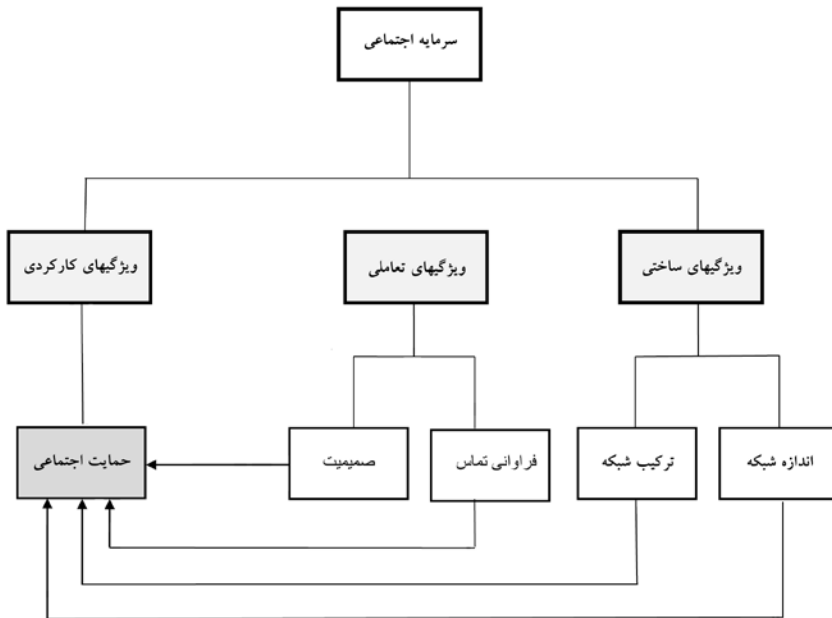 سرمایه اجتماعی
ویژگیهای ساختی
ویژگیهای تعاملی
ویژگیهای کارکردی
اندازه شبکه
ترکیب شبکه
فراوانی تماس
صمیمیت
حمایت اجتماعی